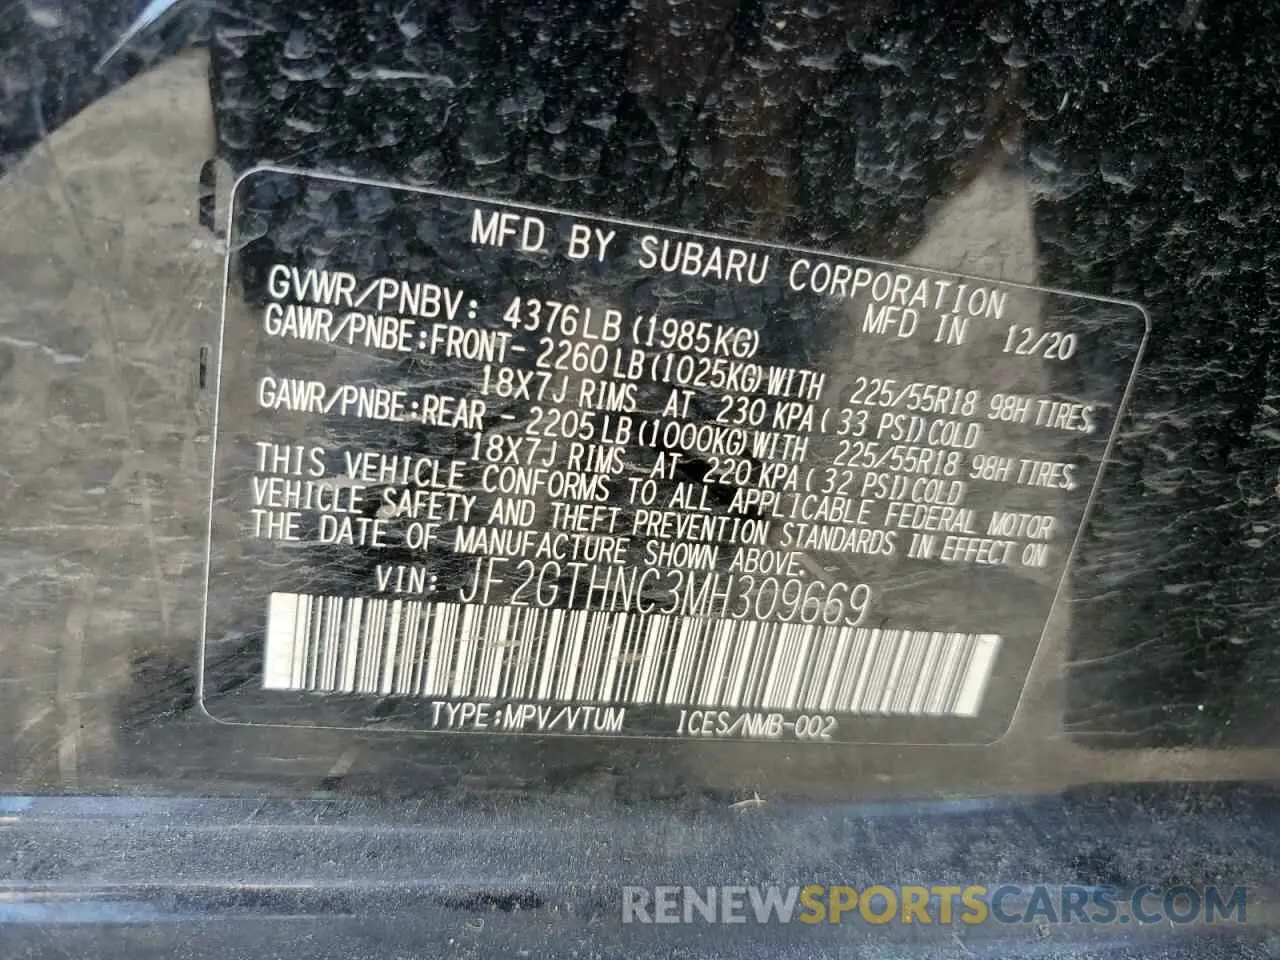 MFD BY SUBARU CORPORATION
GVWR/PNBV: 4376LB(1985KG) MFD IN 12/20
GAWR/PNBE:FRONT- 2260LB(1025KG)WITH 225/55R18 98H TIRES,
18X7J RIMS AT 230 KPA( 33 PSI)COLD
GAWR/PNBE:REAR - 2205LB(1000KG)WITH 225/55R18 98H TIRES,
18X7J RIMS AT 220 KPA( 32 PSI)COLD
THIS VEHICLE CONFORMS TO ALL APPLICABLE FEDERAL MOTOR
VEHICLE SAFETY AND THEFT PREVENTION STANDARDS IN EFFECT ON
THE DATE OF MANUFACTURE SHOWN ABOVE.
VIN: JF2GTHNC3MH309669
TYPE:MPV/VTUM ICES/NMB-002
RENEWSPORTSCARS.COM